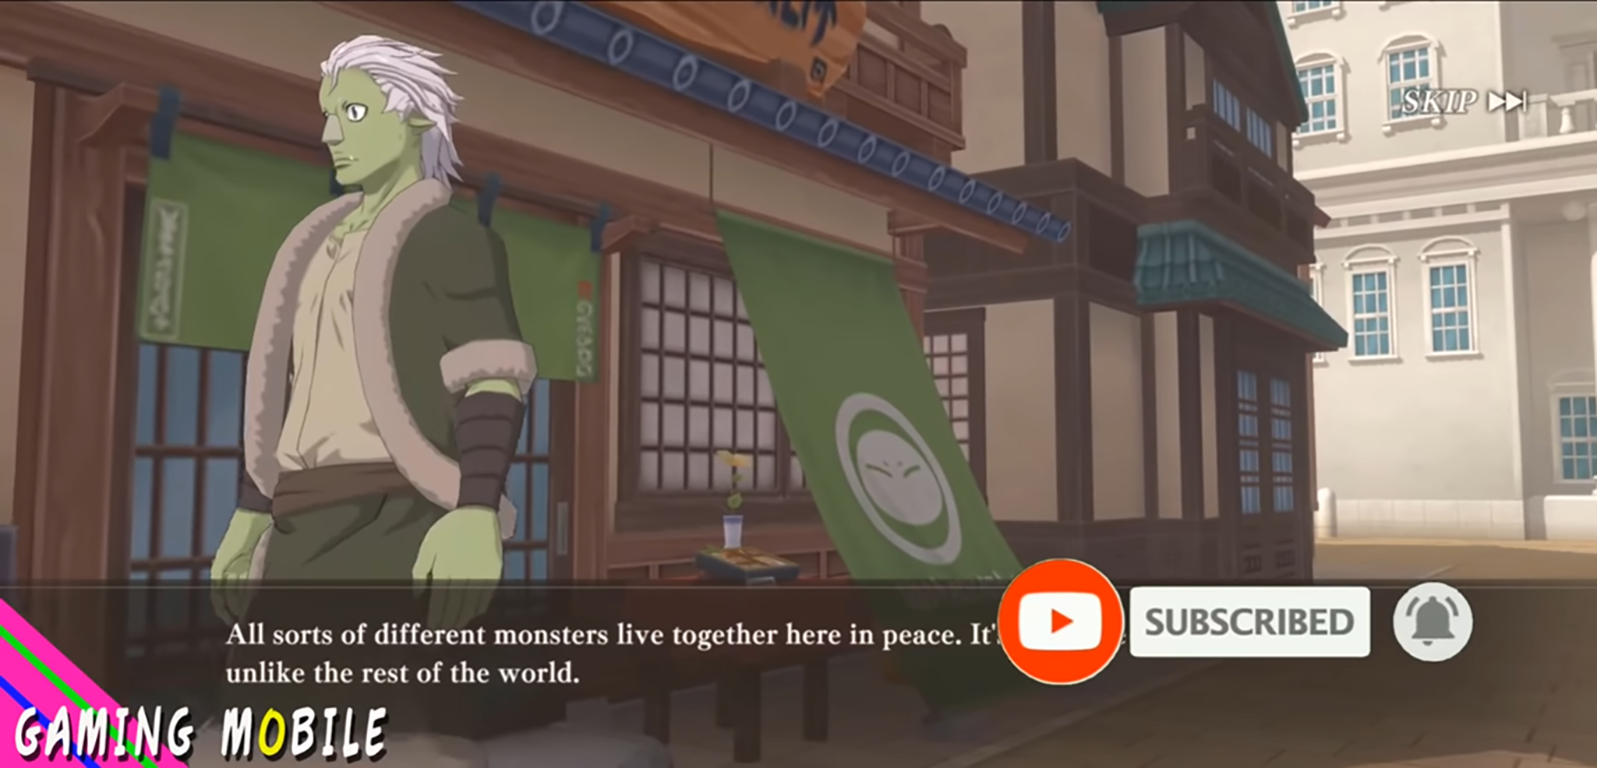 SKIP
All sorts of different monsters live together here in peace. It's
unlike the rest of the world.
SUBSCRIBED
GAMING MOBILE